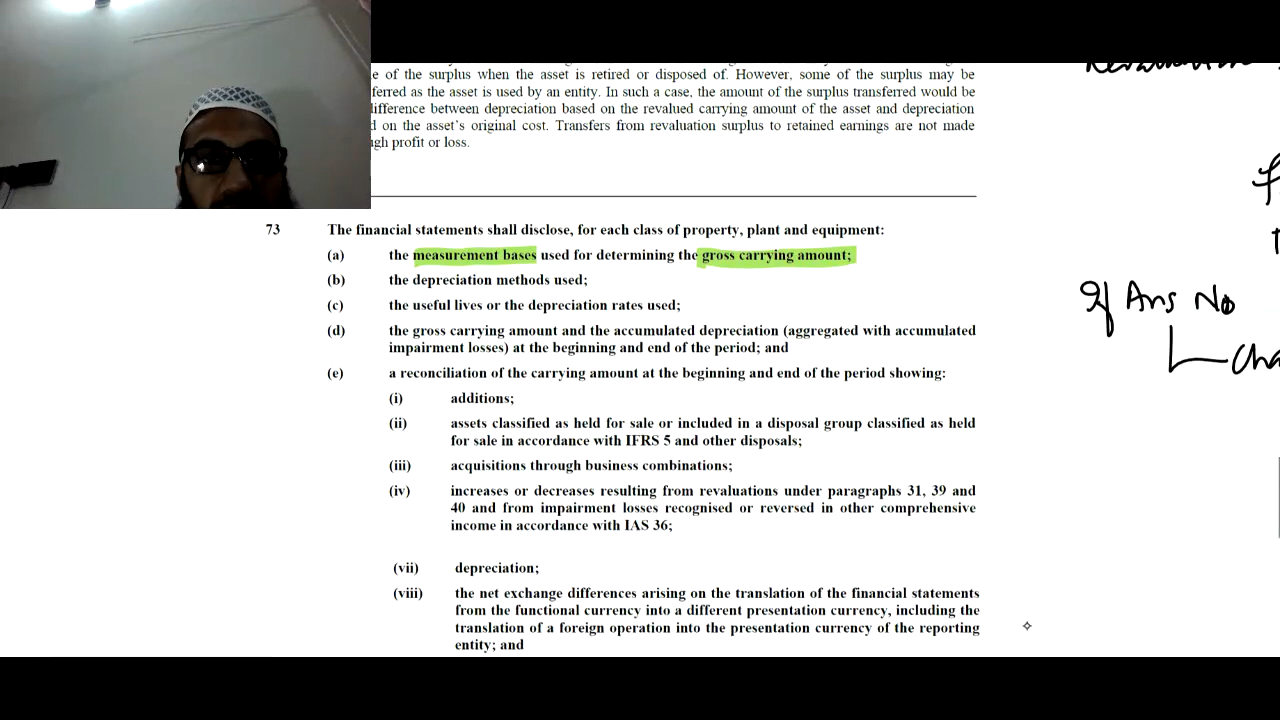 e of the surplus when the asset is retired or disposed of. However, some of the surplus may be
ferred as the asset is used by an entity. In such a case, the amount of the surplus transferred would be
ifference between depreciation based on the revalued carrying amount of the asset and depreciation
d on the asset's original cost. Transfers from revaluation surplus to retained earnings are not made
gh profit or loss.
73 The financial statements shall disclose, for each class of property, plant and equipment:
(a) the measurement bases used for determining the gross carrying amount;
(b) the depreciation methods used;
(c) the useful lives or the depreciation rates used;
(d) the gross carrying amount and the accumulated depreciation (aggregated with accumulated
impairment losses) at the beginning and end of the period; and
(e) a reconciliation of the carrying amount at the beginning and end of the period showing:
(i) additions;
(ii) assets classified as held for sale or included in a disposal group classified as held
for sale in accordance with IFRS 5 and other disposals;
(iii) acquisitions through business combinations;
(iv) increases or decreases resulting from revaluations under paragraphs 31, 39 and
40 and from impairment losses recognised or reversed in other comprehensive
income in accordance with IAS 36;
(vii) depreciation;
(viii) the net exchange differences arising on the translation of the financial statements
from the functional currency into a different presentation currency, including the
translation of a foreign operation into the presentation currency of the reporting
entity; and
If Ans No